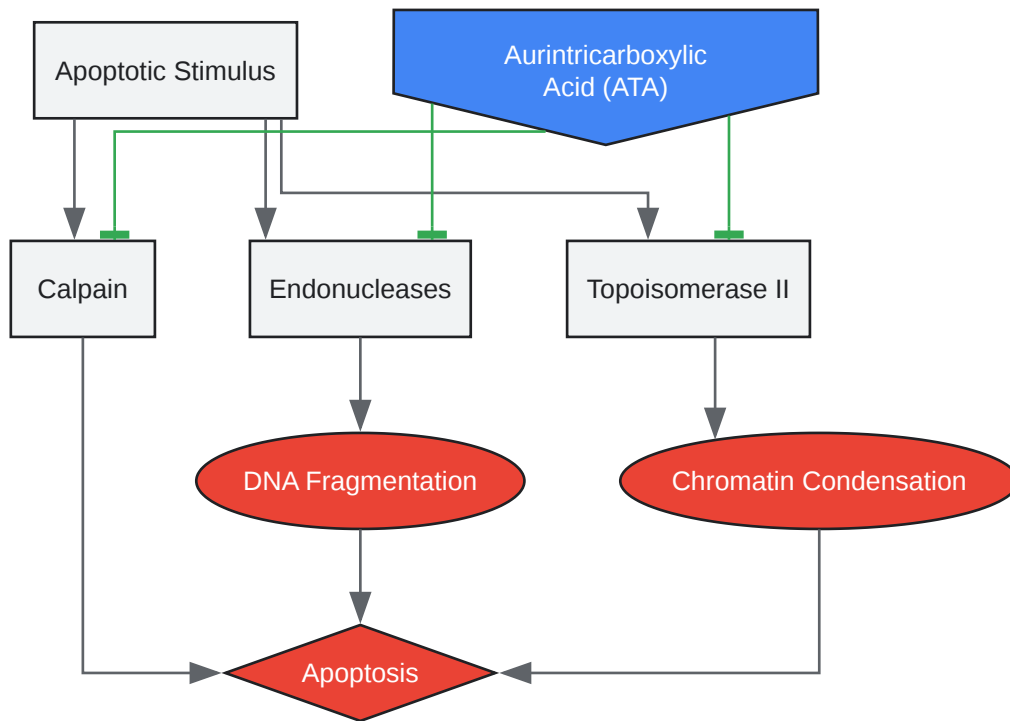 Apoptotic Stimulus
Aurintricarboxylic
Acid (ATA)
Calpain
Endonucleases
Topoisomerase II
DNA Fragmentation
Chromatin Condensation
Apoptosis